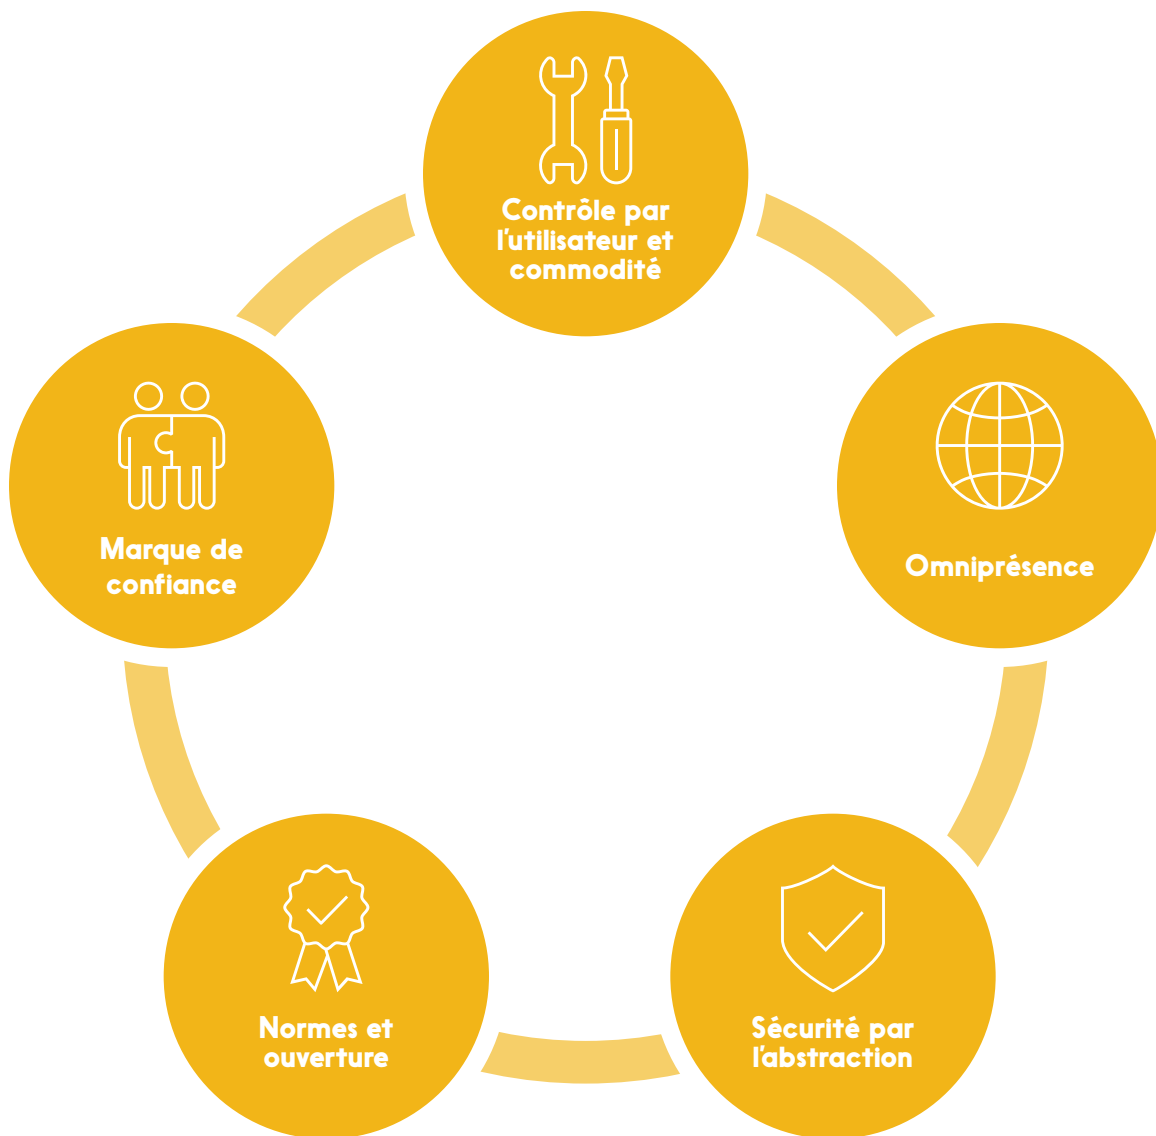 Contrôle par
l'utilisateur et
commodité
Marque de
confiance
Omniprésence
Normes et
ouverture
Sécurité par
l'abstraction